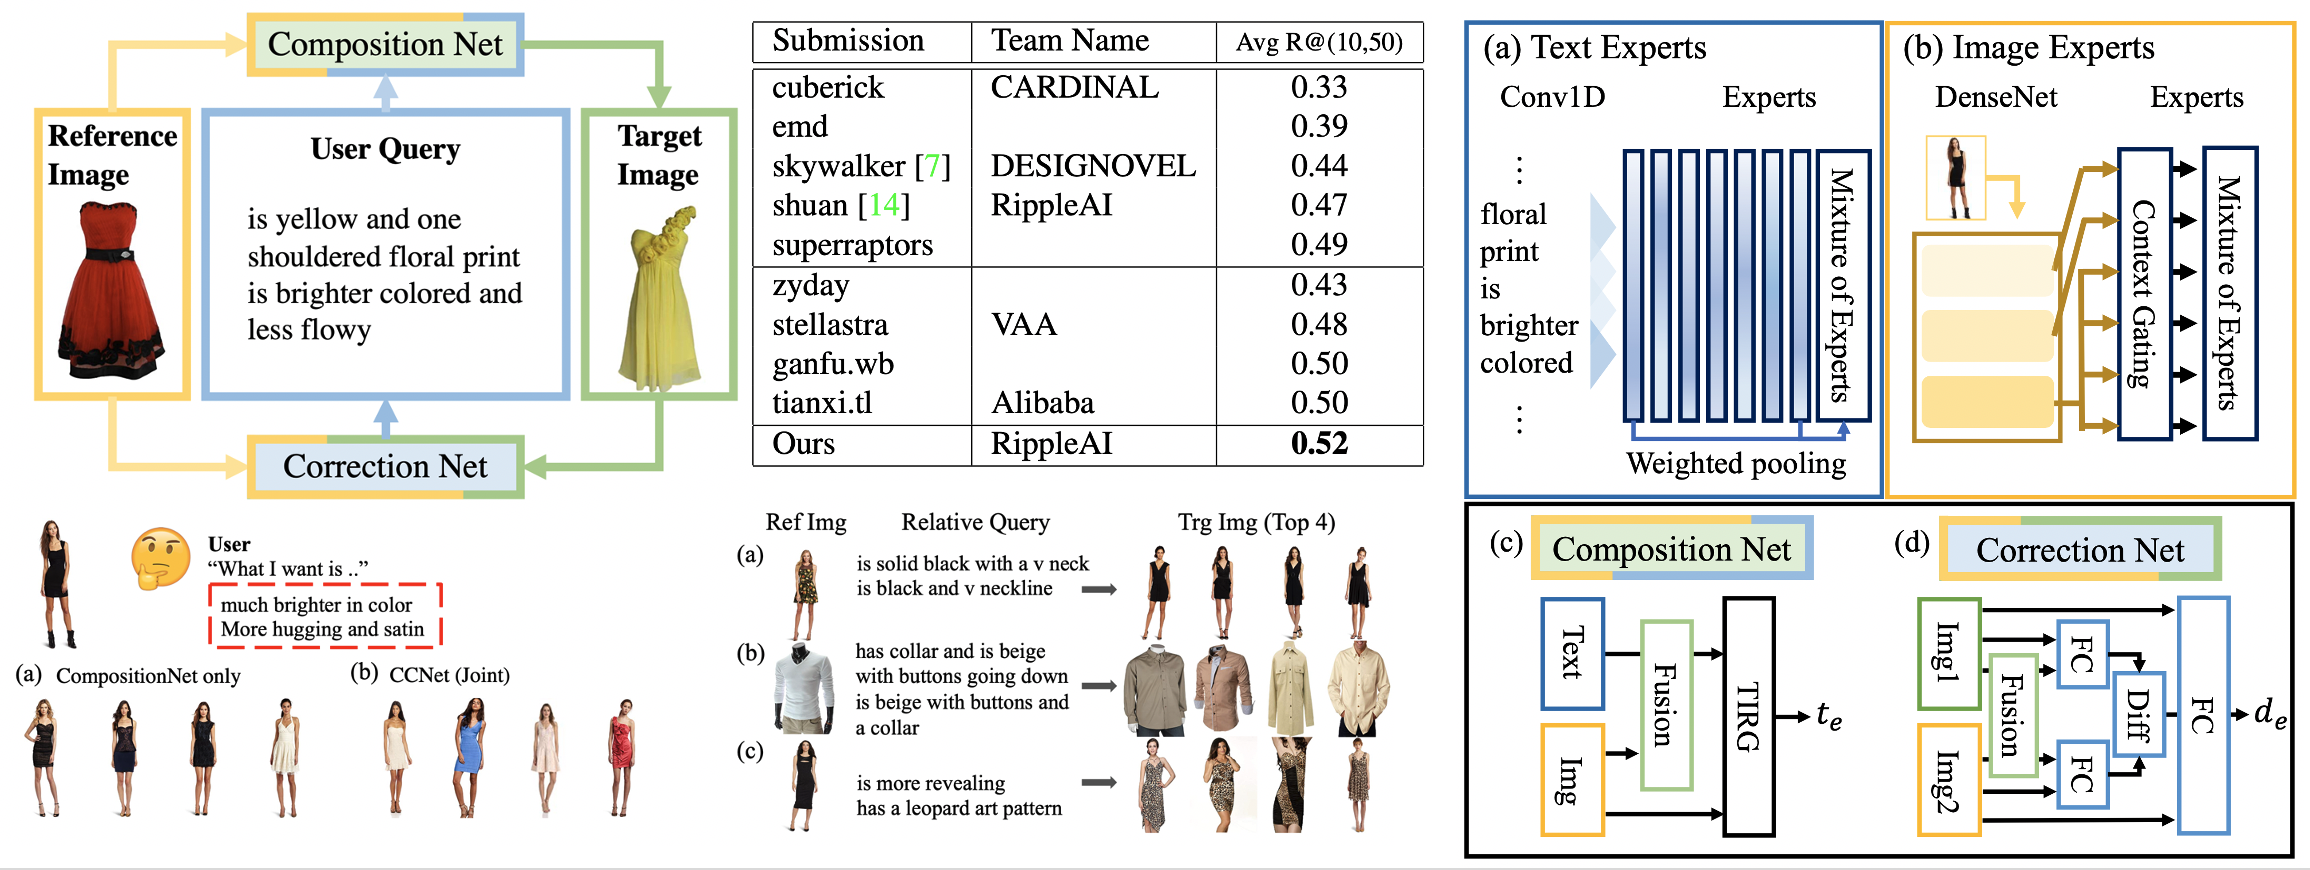 Composition Net
Reference
Image
User Query
is yellow and one
shouldered floral print
is brighter colored and
less flowy
Target
Image
Correction Net
User
“What I want is ..”
much brighter in color
More hugging and satin
(a) CompositionNet only
(b) CCNet (Joint)
Submission Team Name Avg R@(10,50)
cuberick CARDINAL 0.33
emd 0.39
skywalker [7] DESIGNOVEL 0.44
shuan [14] RippleAI 0.47
superraptors 0.49
zyday 0.43
stellastra VAA 0.48
ganfu.wb 0.50
tianxi.tl Alibaba 0.50
Ours RippleAI 0.52
Ref Img Relative Query Trg Img (Top 4)
(a)
is solid black with a v neck
is black and v neckline
(b)
has collar and is beige
with buttons going down
is beige with buttons and
a collar
(c)
is more revealing
has a leopard art pattern
(a) Text Experts
Conv1D Experts
⋮
floral
print
is
brighter
colored
⋮
Mixture of Experts
Weighted pooling
(b) Image Experts
DenseNet Experts
Context Gating
Mixture of Experts
(c) Composition Net
Text
Img
Fusion
TIRG
te
(d) Correction Net
Img1
Img2
Fusion
FC
FC
Diff
FC
de